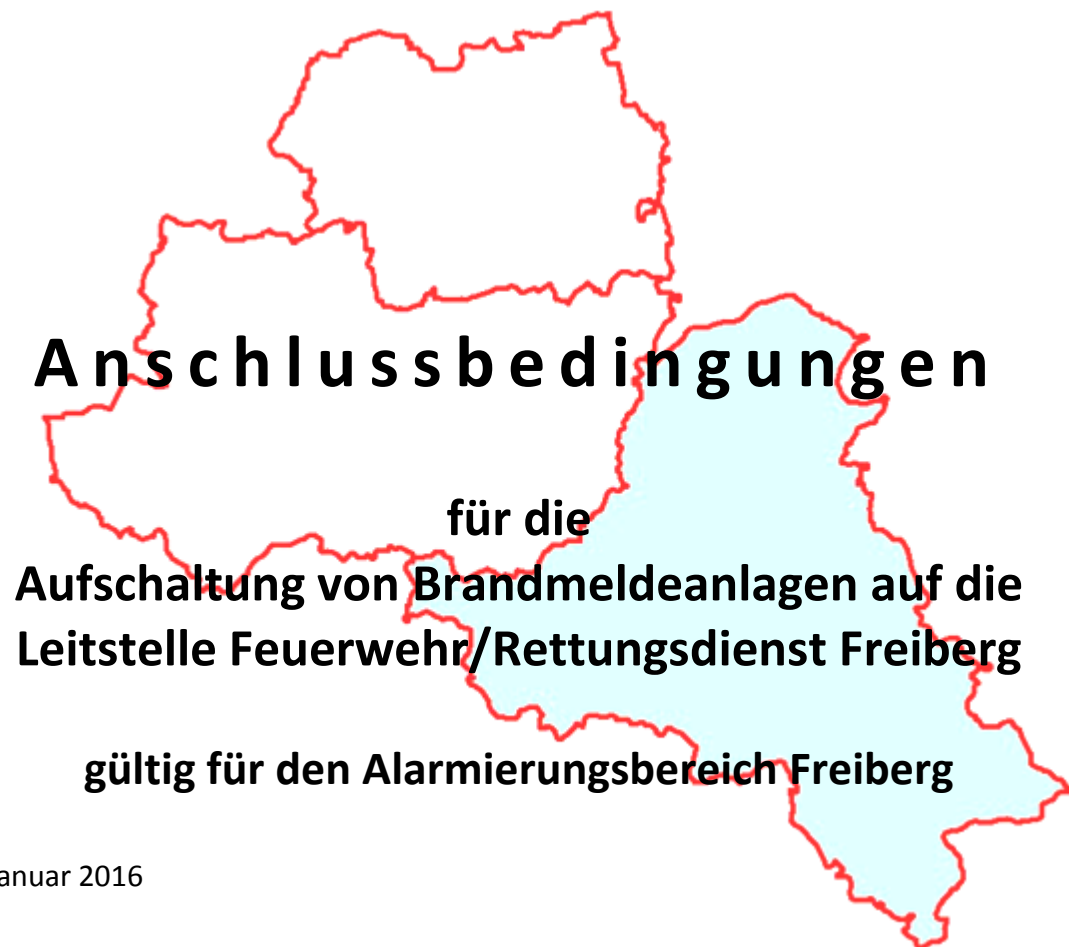 Anschlussbedingungen
für die
Aufschaltung von Brandmeldeanlagen auf die
Leitstelle Feuerwehr/Rettungsdienst Freiberg
gültig für den Alarmierungsbereich Freiberg
anuar 2016